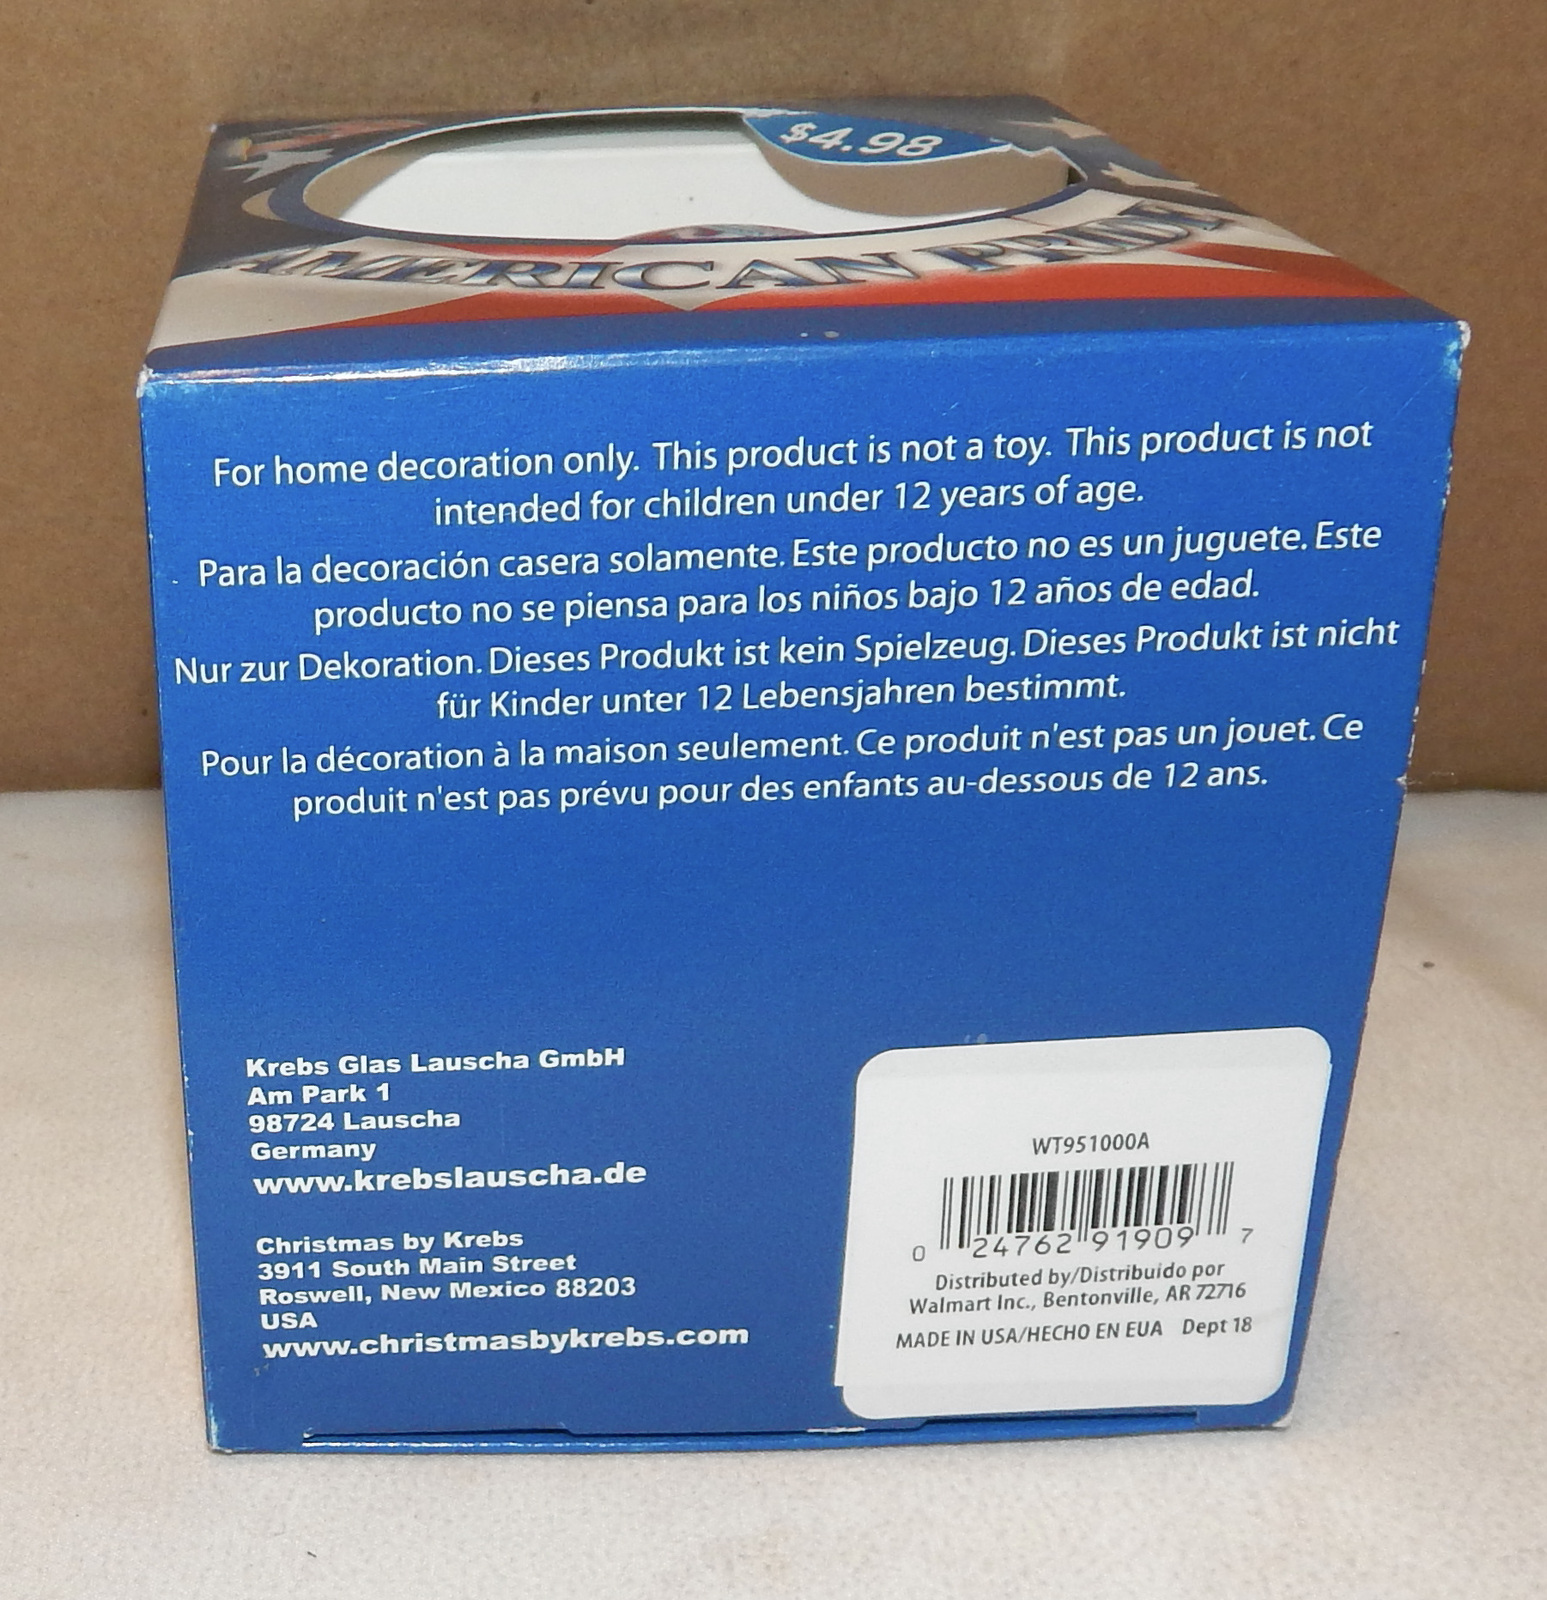 $4.98
AMERICAN PRIDE
For home decoration only. This product is not a toy. This product is not
intended for children under 12 years of age.
Para la decoración casera solamente. Este producto no es un juguete. Este
producto no se piensa para los niños bajo 12 años de edad.
Nur zur Dekoration. Dieses Produkt ist kein Spielzeug. Dieses Produkt ist nicht
für Kinder unter 12 Lebensjahren bestimmt.
Pour la décoration à la maison seulement. Ce produit n'est pas un jouet. Ce
produit n'est pas prévu pour des enfants au-dessous de 12 ans.
Krebs Glas Lauscha GmbH
Am Park 1
98724 Lauscha
Germany
www.krebslauscha.de
Christmas by Krebs
3911 South Main Street
Roswell, New Mexico 88203
USA
www.christmasbykrebs.com
WT951000A
0 24762 91909 7
Distributed by/Distribuido por
Walmart Inc., Bentonville, AR 72716
MADE IN USA/HECHO EN EUA Dept 18